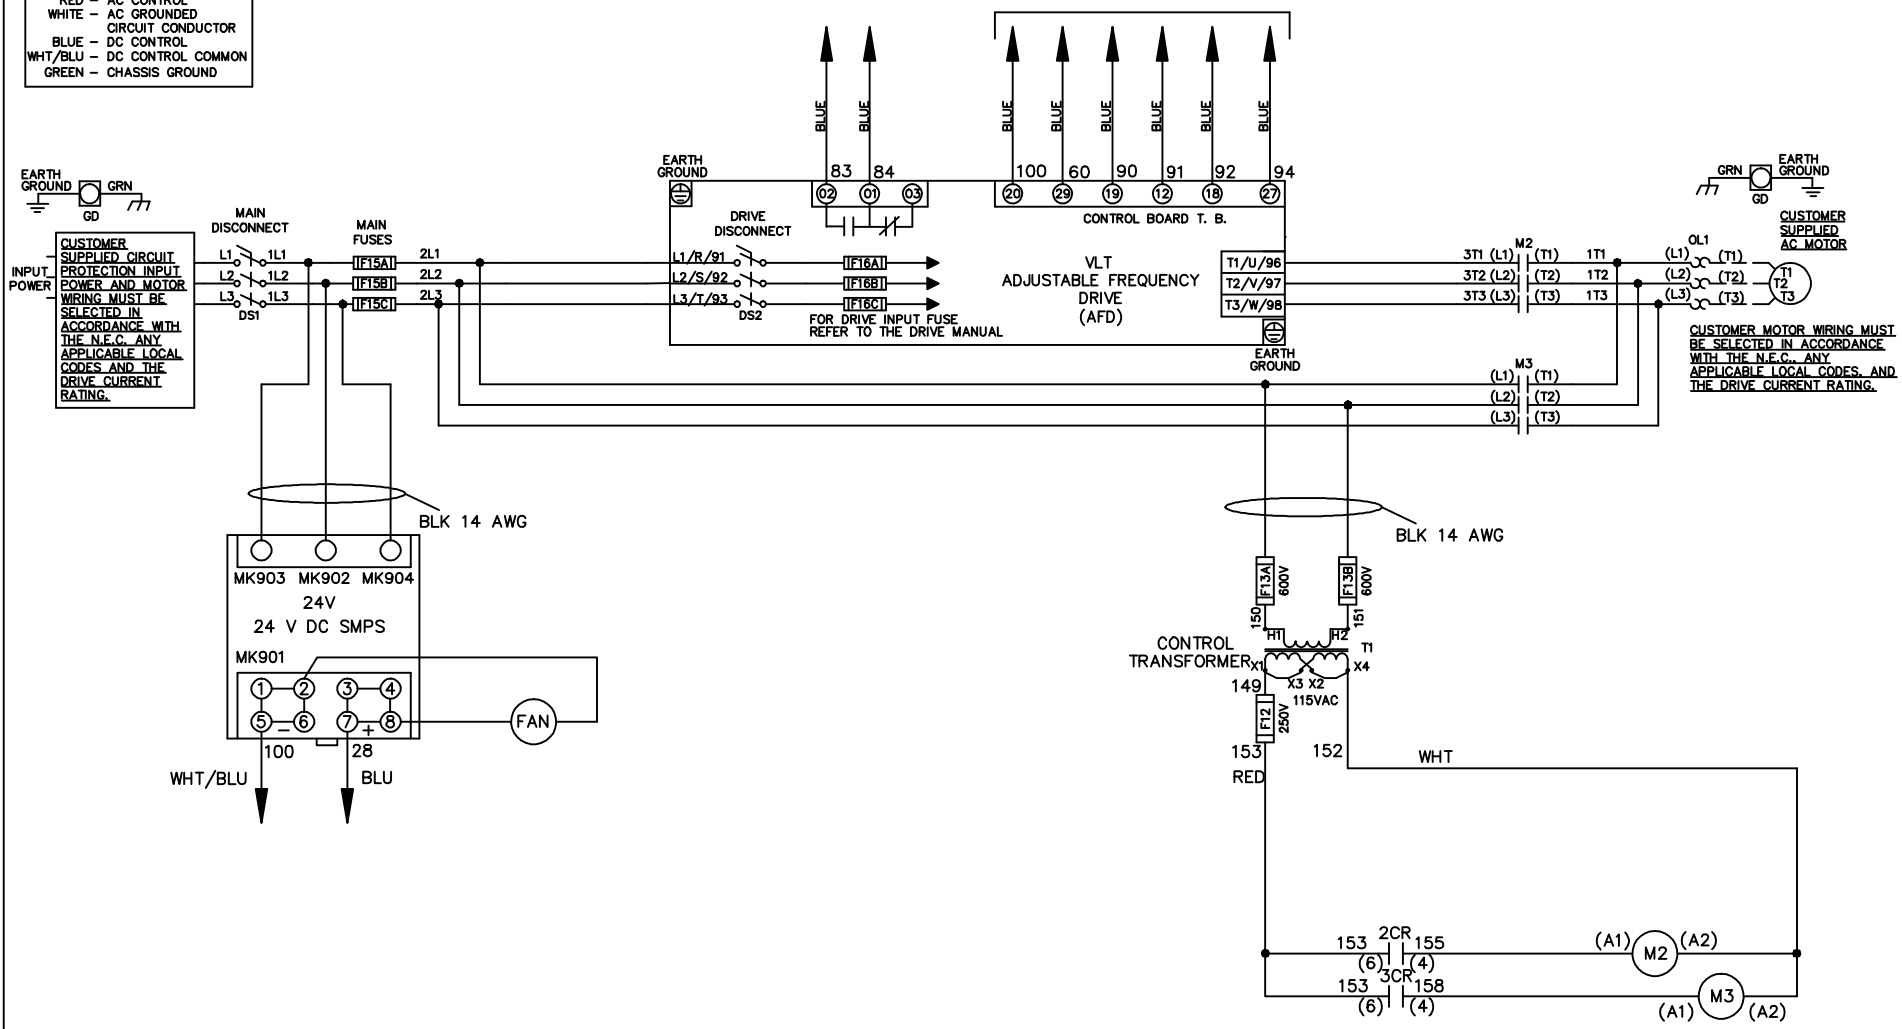 RED – AC CONTROL
WHITE – AC GROUNDED
CIRCUIT CONDUCTOR
BLUE – DC CONTROL
WHT/BLU – DC CONTROL COMMON
GREEN – CHASSIS GROUND
BLUE
BLUE
BLUE
BLUE
BLUE
BLUE
BLUE
BLUE
EARTH
GROUND
GRN
GD
EARTH
GROUND
83
84
100
60
90
91
92
94
02
01
03
20
29
19
12
18
27
CONTROL BOARD T. B.
GRN
EARTH
GROUND
GD
CUSTOMER
SUPPLIED
AC MOTOR
INPUT
POWER
CUSTOMER
SUPPLIED CIRCUIT
PROTECTION INPUT
POWER AND MOTOR
WIRING MUST BE
SELECTED IN
ACCORDANCE WITH
THE N.E.C. ANY
APPLICABLE LOCAL
CODES AND THE
DRIVE CURRENT
RATING.
MAIN
DISCONNECT
L1 1L1
L2 1L2
L3 1L3
DS1
MAIN
FUSES
F15A
F15B
F15C
2L1
2L2
2L3
L1/R/91
L2/S/92
L3/T/93
DRIVE
DISCONNECT
DS2
F16A
F16B
F16C
FOR DRIVE INPUT FUSE
REFER TO THE DRIVE MANUAL
VLT
ADJUSTABLE FREQUENCY
DRIVE
(AFD)
T1/U/96
T2/V/97
T3/W/98
EARTH
GROUND
M2
3T1 (L1) (T1) 1T1
3T2 (L2) (T2) 1T2
3T3 (L3) (T3) 1T3
OL1
(L1) (T1)
(L2) (T2)
(L3) (T3)
T1
T2
T3
CUSTOMER MOTOR WIRING MUST
BE SELECTED IN ACCORDANCE
WITH THE N.E.C., ANY
APPLICABLE LOCAL CODES, AND
THE DRIVE CURRENT RATING.
M3
(L1) (T1)
(L2) (T2)
(L3) (T3)
BLK 14 AWG
BLK 14 AWG
MK903 MK902 MK904
24V
24 V DC SMPS
MK901
1 2 3 4
5 – 6 7 + 8
FAN
100
28
WHT/BLU
BLU
F13A
600V
F13B
600V
150
151
H1
H2
T1
CONTROL
TRANSFORMER
X1
X4
X3 X2
115VAC
149
F12
250V
153
RED
152
WHT
2CR
153 155
(6) (4)
(A1) M2 (A2)
3CR
153 158
(6) (4)
(A1) M3 (A2)